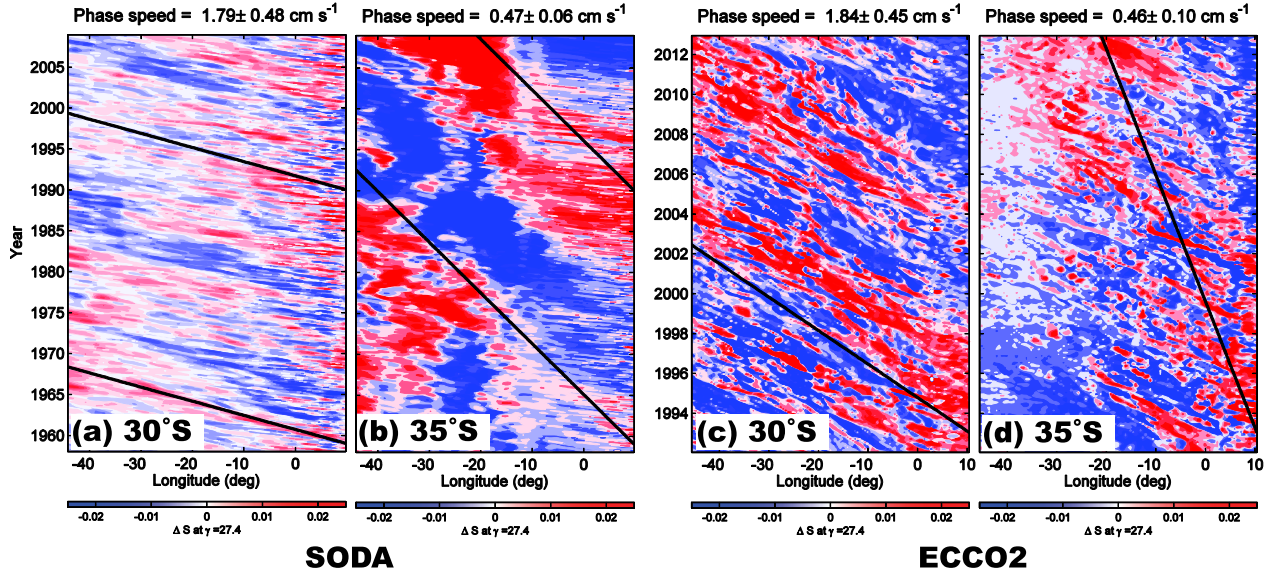 Phase speed = 1.79± 0.48 cm s-1
Phase speed = 0.47± 0.06 cm s-1
Phase speed = 1.84± 0.45 cm s-1
Phase speed = 0.46± 0.10 cm s-1
Year
2005
2000
1995
1990
1985
1980
1975
1970
1965
1960
(a) 30°S
-40 -30 -20 -10 0
Longitude (deg)
(b) 35°S
-40 -30 -20 -10 0
Longitude (deg)
2012
2010
2008
2006
2004
2002
2000
1998
1996
1994
(c) 30°S
-40 -30 -20 -10 0 10
Longitude (deg)
(d) 35°S
-40 -30 -20 -10 0 10
Longitude (deg)
-0.02 -0.01 0 0.01 0.02
Δ S at γ =27.4
-0.02 -0.01 0 0.01 0.02
Δ S at γ =27.4
-0.02 -0.01 0 0.01 0.02
Δ S at γ =27.4
-0.02 -0.01 0 0.01 0.02
Δ S at γ =27.4
SODA
ECCO2